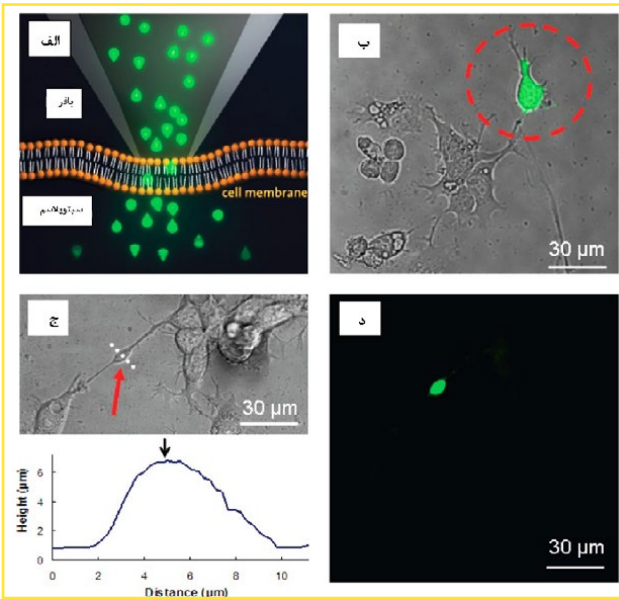 الف
بافر
cell membrane
سیتوپلاسم
ب
30 µm
ج
30 µm
Height (µm)
6
4
2
0
0 2 4 6 8 10
Distance (µm)
د
30 µm